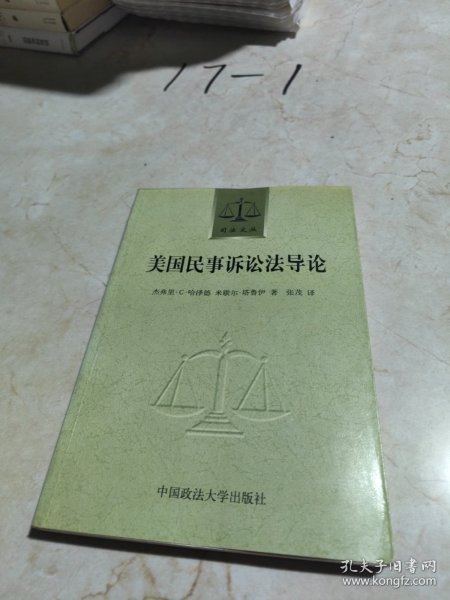 17-1
司法文丛
美国民事诉讼法导论
杰弗里·C·哈泽德 米歇尔·塔鲁伊 著 张茂 译
中国政法大学出版社
孔夫子旧书网
www.kongfz.com